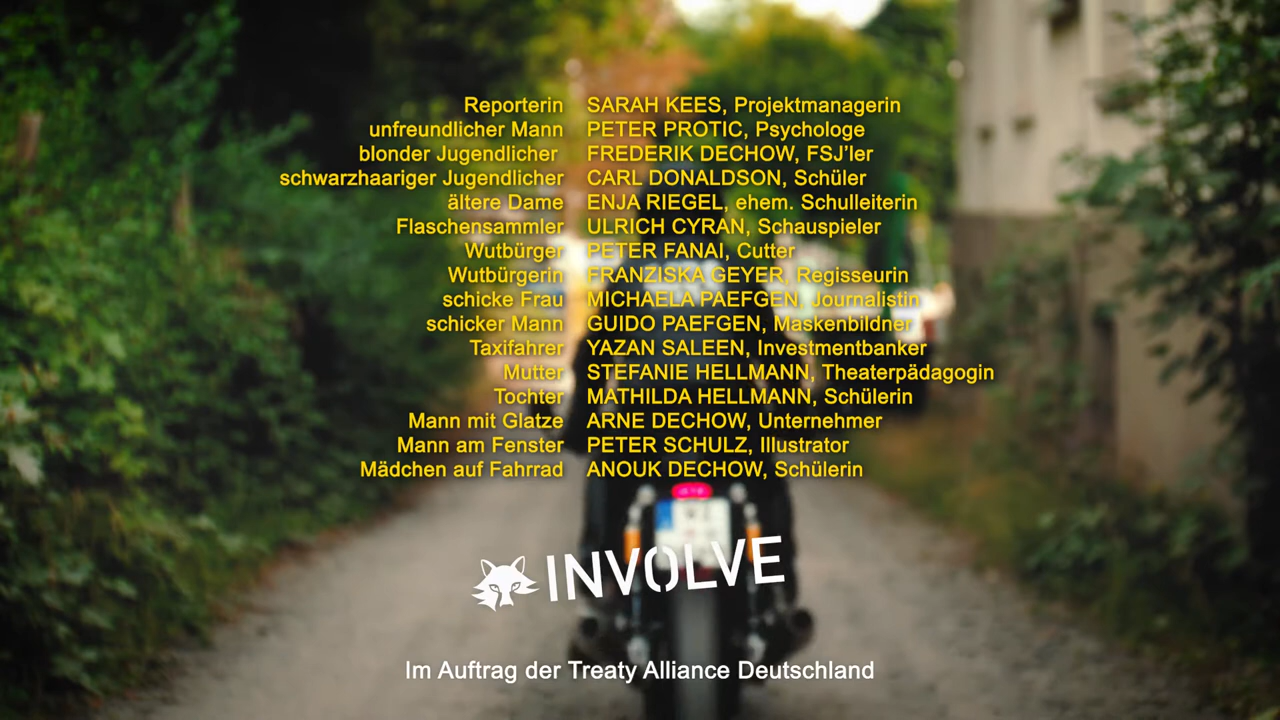 Reporterin SARAH KEES, Projektmanagerin
unfreundlicher Mann PETER PROTIC, Psychologe
blonder Jugendlicher FREDERIK DECHOW, FSJ’ler
schwarzhaariger Jugendlicher CARL DONALDSON, Schüler
ältere Dame ENJA RIEGEL, ehem. Schulleiterin
Flaschensammler ULRICH CYRAN, Schauspieler
Wutbürger PETER FANAI, Cutter
Wutbürgerin FRANZISKA GEYER, Regisseurin
schicke Frau MICHAELA PAEFGEN, Journalistin
schicker Mann GUIDO PAEFGEN, Maskenbildner
Taxifahrer YAZAN SALEEN, Investmentbanker
Mutter STEFANIE HELLMANN, Theaterpädagogin
Tochter MATHILDA HELLMANN, Schülerin
Mann mit Glatze ARNE DECHOW, Unternehmer
Mann am Fenster PETER SCHULZ, Illustrator
Mädchen auf Fahrrad ANOUK DECHOW, Schülerin
INVOLVE
Im Auftrag der Treaty Alliance Deutschland